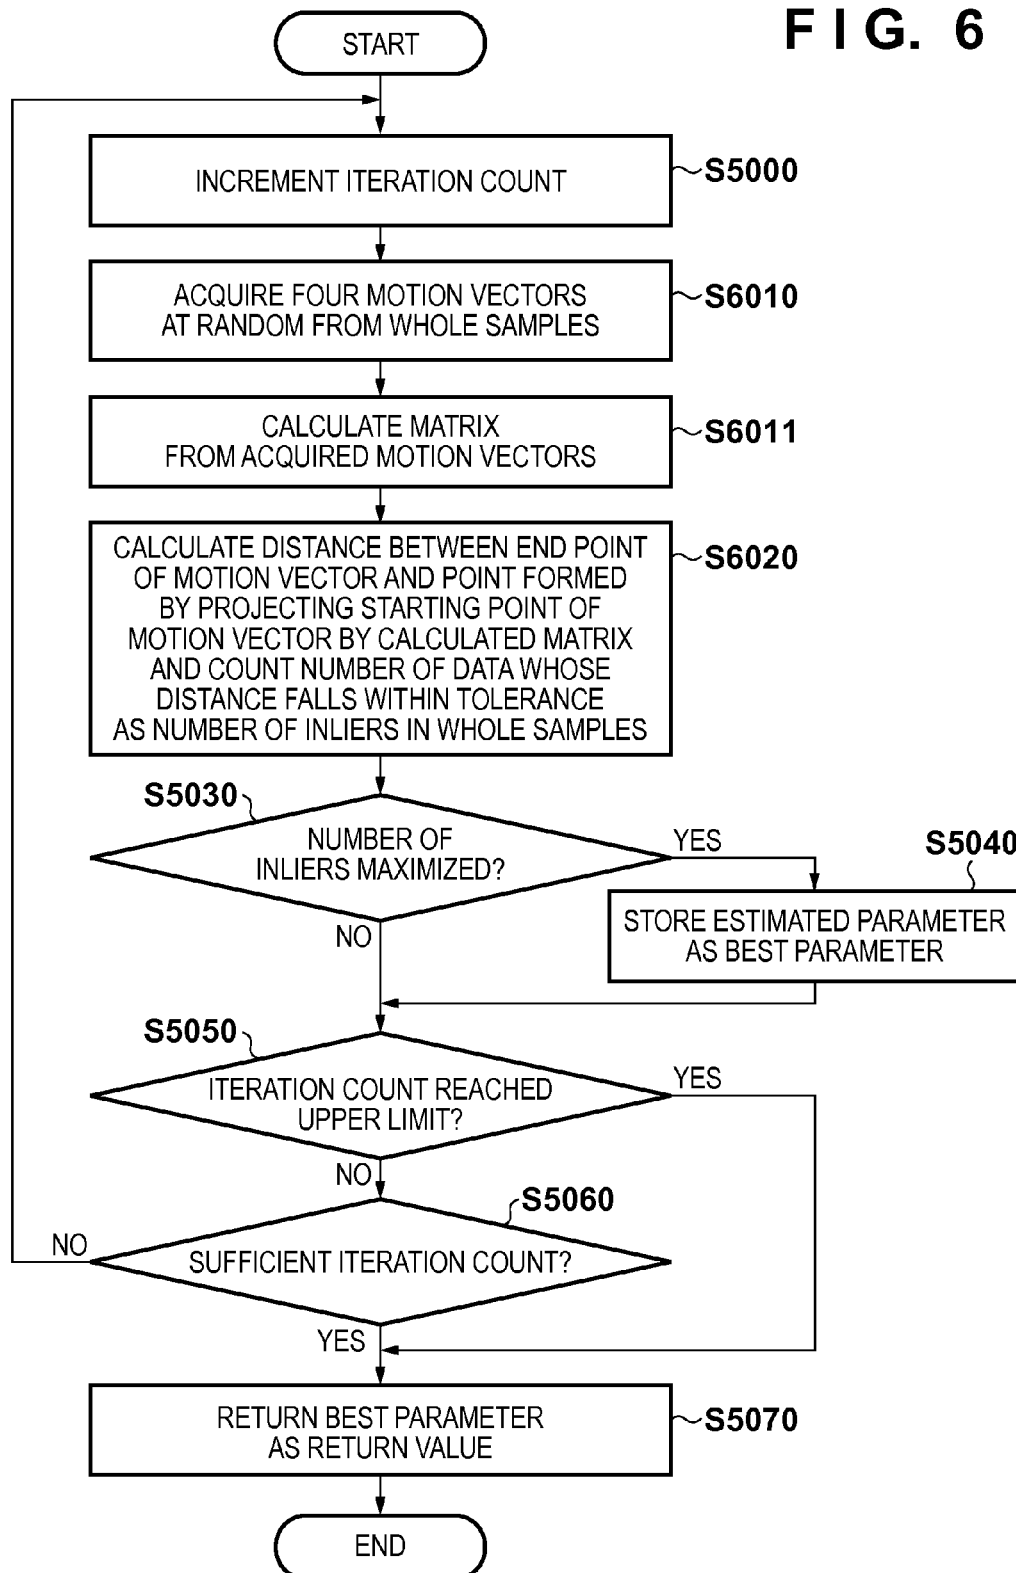 FIG. 6
START
INCREMENT ITERATION COUNT
S5000
ACQUIRE FOUR MOTION VECTORS
AT RANDOM FROM WHOLE SAMPLES
S6010
CALCULATE MATRIX
FROM ACQUIRED MOTION VECTORS
S6011
CALCULATE DISTANCE BETWEEN END POINT
OF MOTION VECTOR AND POINT FORMED
BY PROJECTING STARTING POINT OF
MOTION VECTOR BY CALCULATED MATRIX
AND COUNT NUMBER OF DATA WHOSE
DISTANCE FALLS WITHIN TOLERANCE
AS NUMBER OF INLIERS IN WHOLE SAMPLES
S6020
S5030
NUMBER OF
INLIERS MAXIMIZED?
YES
NO
S5040
STORE ESTIMATED PARAMETER
AS BEST PARAMETER
S5050
ITERATION COUNT REACHED
UPPER LIMIT?
YES
NO
S5060
SUFFICIENT ITERATION COUNT?
NO
YES
RETURN BEST PARAMETER
AS RETURN VALUE
S5070
END